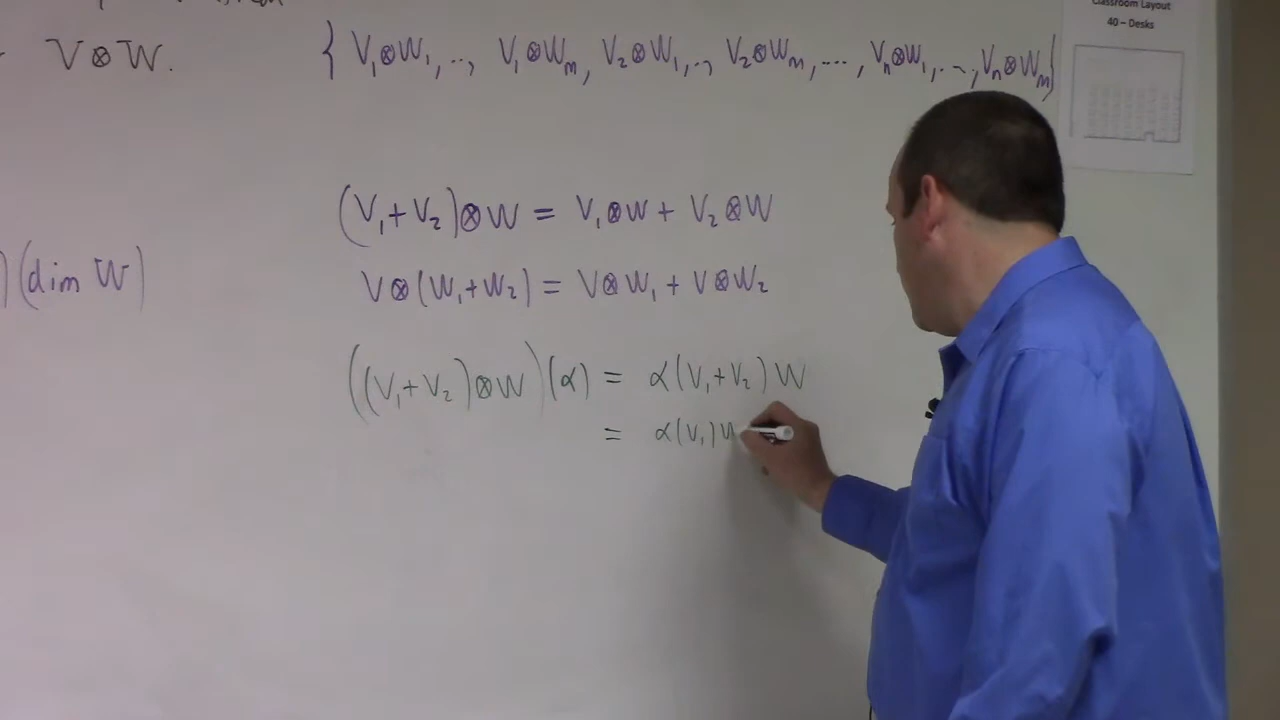 Classroom Layout
40 – Desks
V⊗W.
{ V₁⊗W₁, .., V₁⊗Wₘ, V₂⊗W₁, .., V₂⊗Wₘ, ...., Vₙ⊗W₁, ..., Vₙ⊗Wₘ}
(V₁+V₂)⊗W = V₁⊗W + V₂⊗W
)(dim W)
V⊗(W₁+W₂) = V⊗W₁ + V⊗W₂
((V₁+V₂)⊗W)(α) = α(V₁+V₂)W
= α(V₁)W